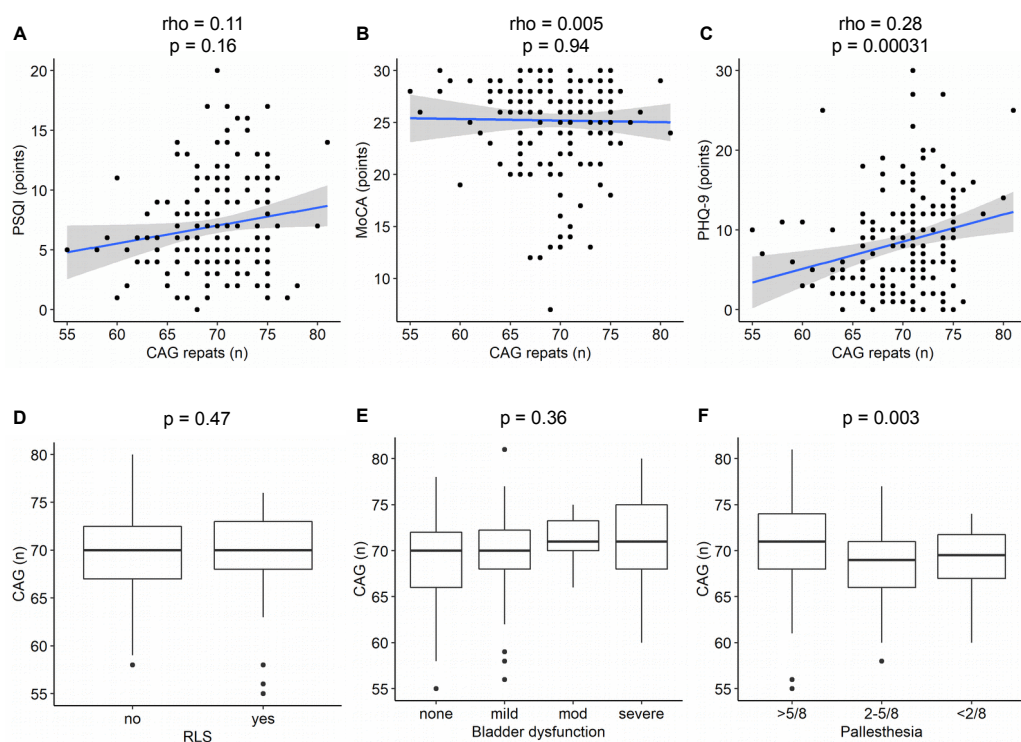 A
rho = 0.11
p = 0.16
PSQI (points)
20
15
10
5
0
55 60 65 70 75 80
CAG repats (n)
B
rho = 0.005
p = 0.94
MoCA (points)
30
25
20
15
10
55 60 65 70 75 80
CAG repats (n)
C
rho = 0.28
p = 0.00031
PHQ-9 (points)
30
20
10
0
55 60 65 70 75 80
CAG repats (n)
D
p = 0.47
CAG (n)
80
75
70
65
60
55
no yes
RLS
E
p = 0.36
CAG (n)
80
75
70
65
60
55
none mild mod severe
Bladder dysfunction
F
p = 0.003
CAG (n)
80
75
70
65
60
55
>5/8 2-5/8 <2/8
Pallesthesia